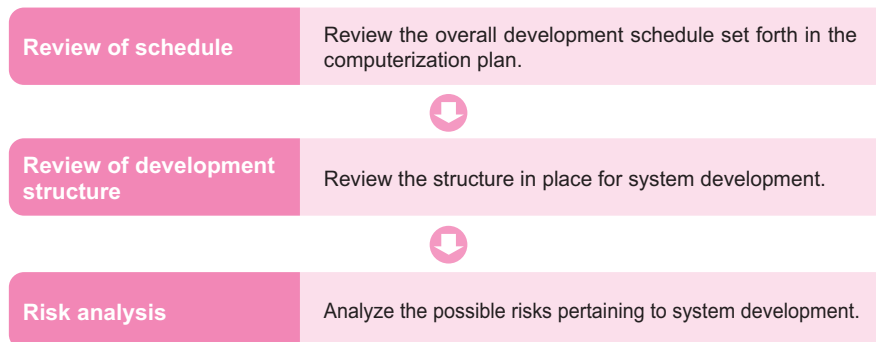 Review of schedule
Review the overall development schedule set forth in the
computerization plan.
Review of development
structure
Review the structure in place for system development.
Risk analysis
Analyze the possible risks pertaining to system development.